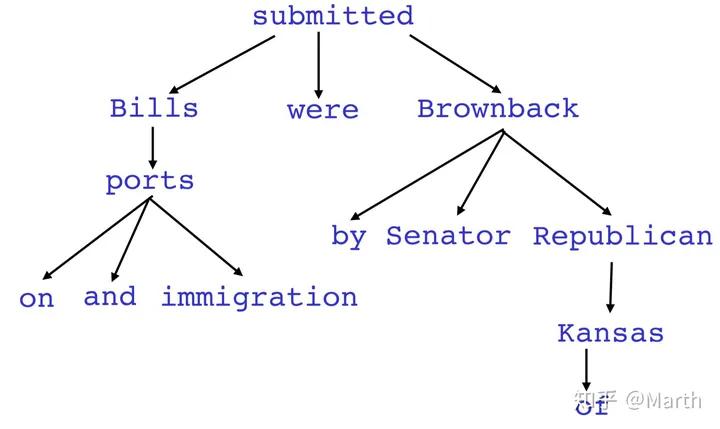 submitted
Bills were Brownback
ports
by Senator Republican
on and immigration
Kansas
of
知乎 @Marth